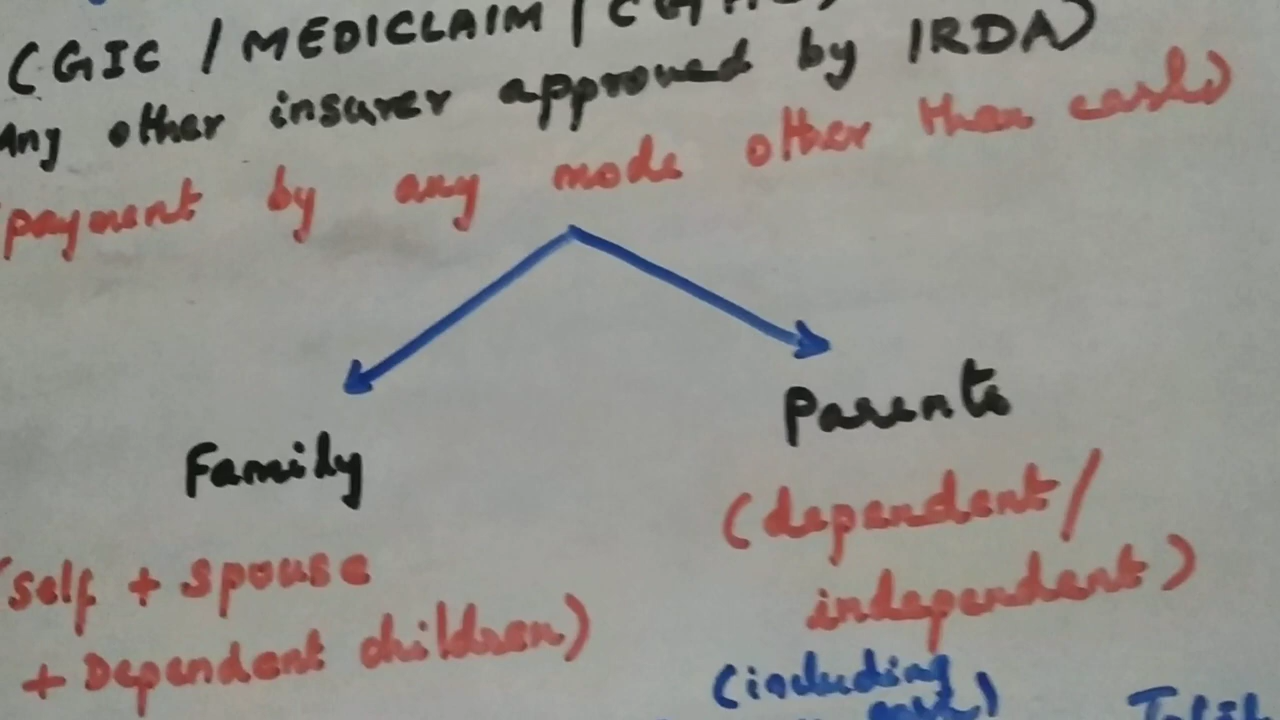 (GIC / MEDICLAIM /
Any other insurer approved by IRDA)
payment by any mode other than cash)
Family
Parents
(self + spouse
+ Dependent children)
(dependent/
independent)
(including